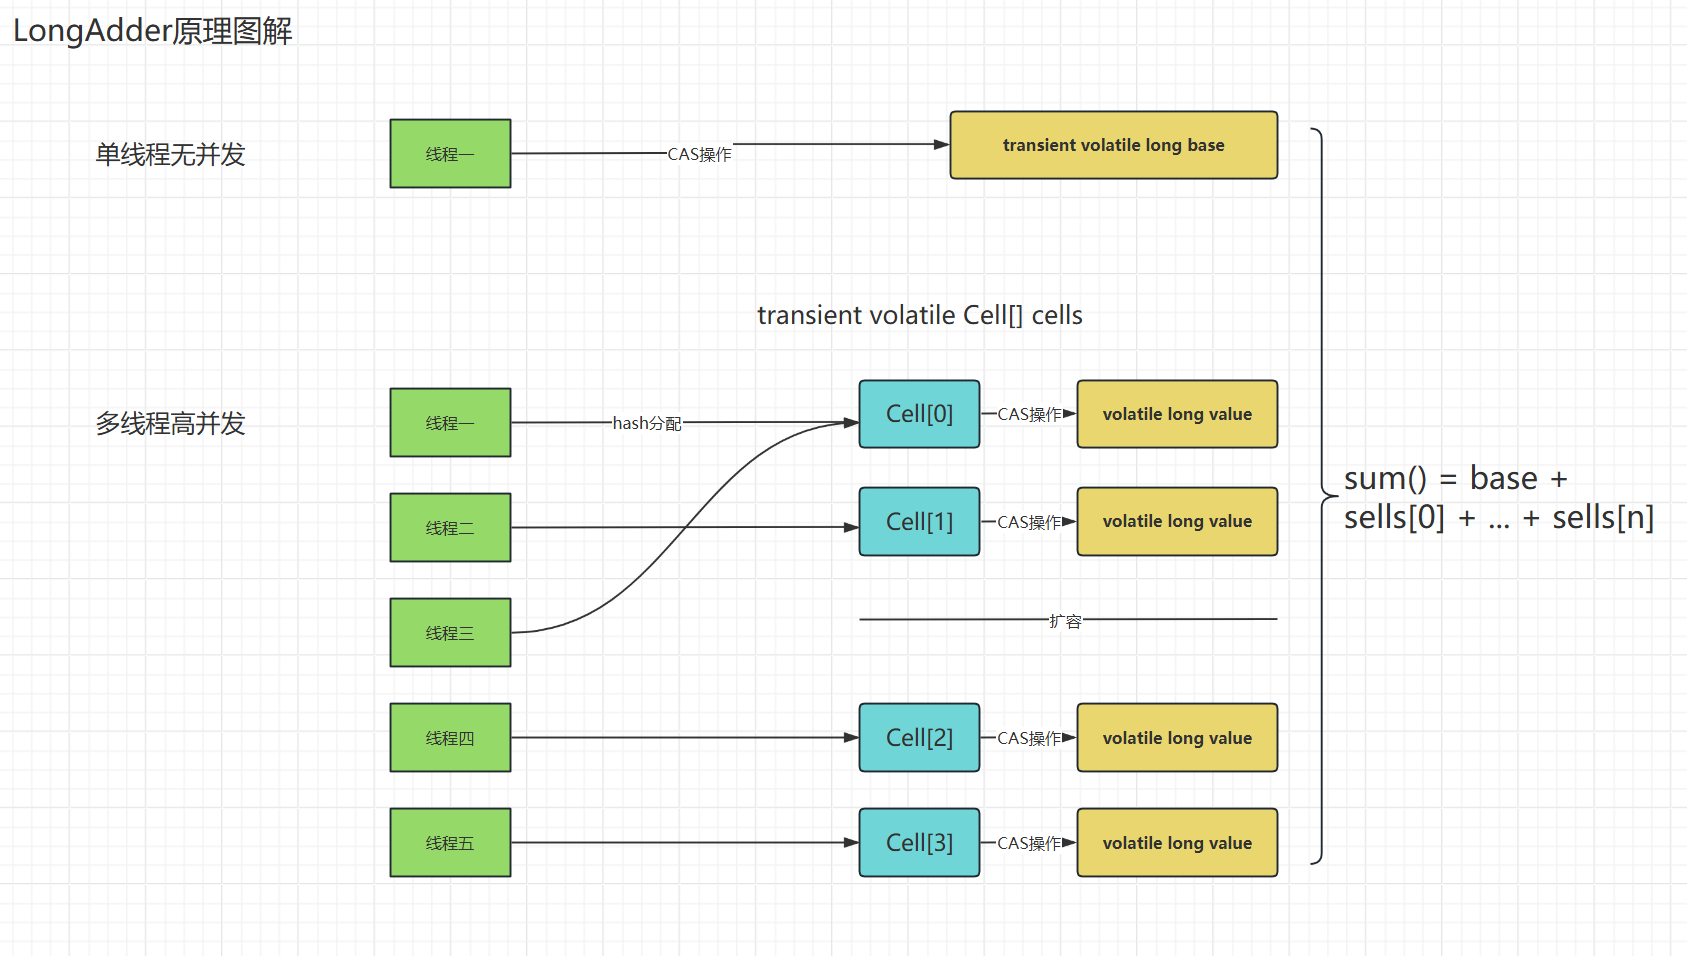 LongAdder原理图解
单线程无并发
线程一
CAS操作
transient volatile long base
transient volatile Cell[] cells
多线程高并发
线程一
hash分配
Cell[0]
CAS操作
volatile long value
sum() = base +
sells[0] + ... + sells[n]
线程二
Cell[1]
CAS操作
volatile long value
线程三
扩容
线程四
Cell[2]
CAS操作
volatile long value
线程五
Cell[3]
CAS操作
volatile long value